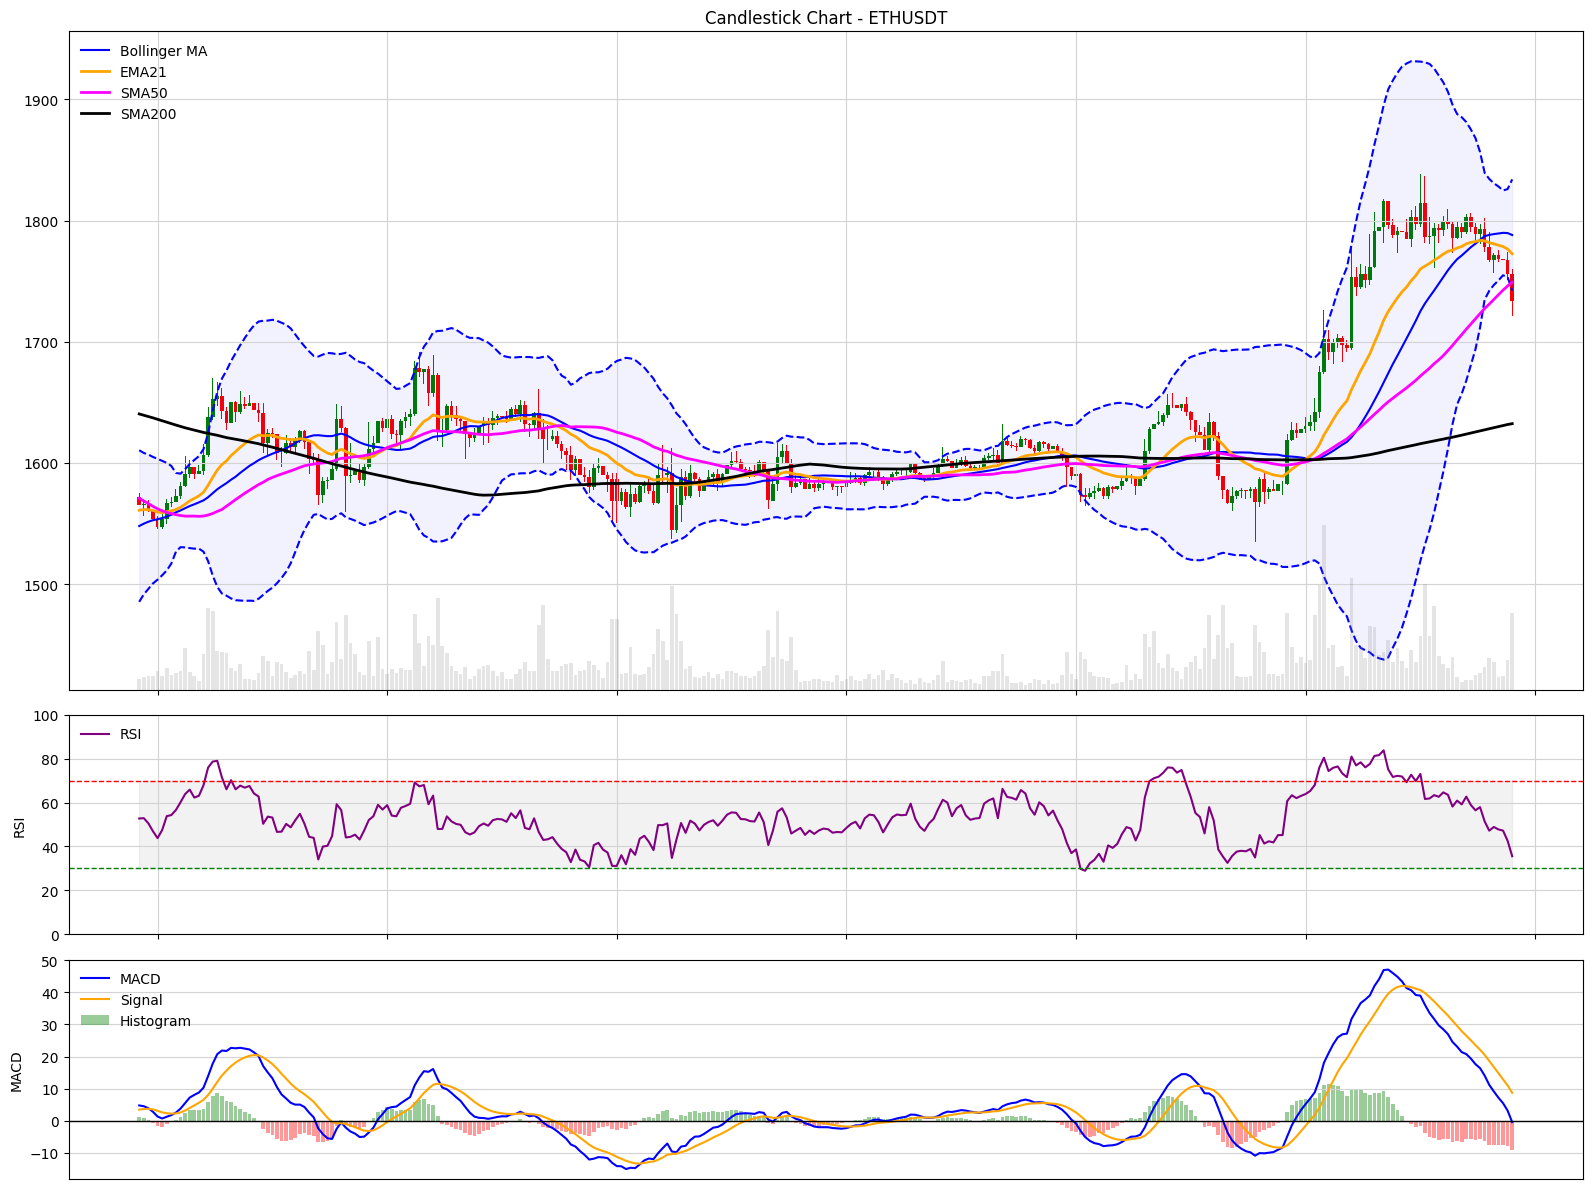 Candlestick Chart - ETHUSDT
Bollinger MA
EMA21
SMA50
SMA200
1900
1800
1700
1600
1500
RSI
100
80
60
40
20
0
RSI
MACD
Signal
Histogram
50
40
30
20
10
0
−10
MACD